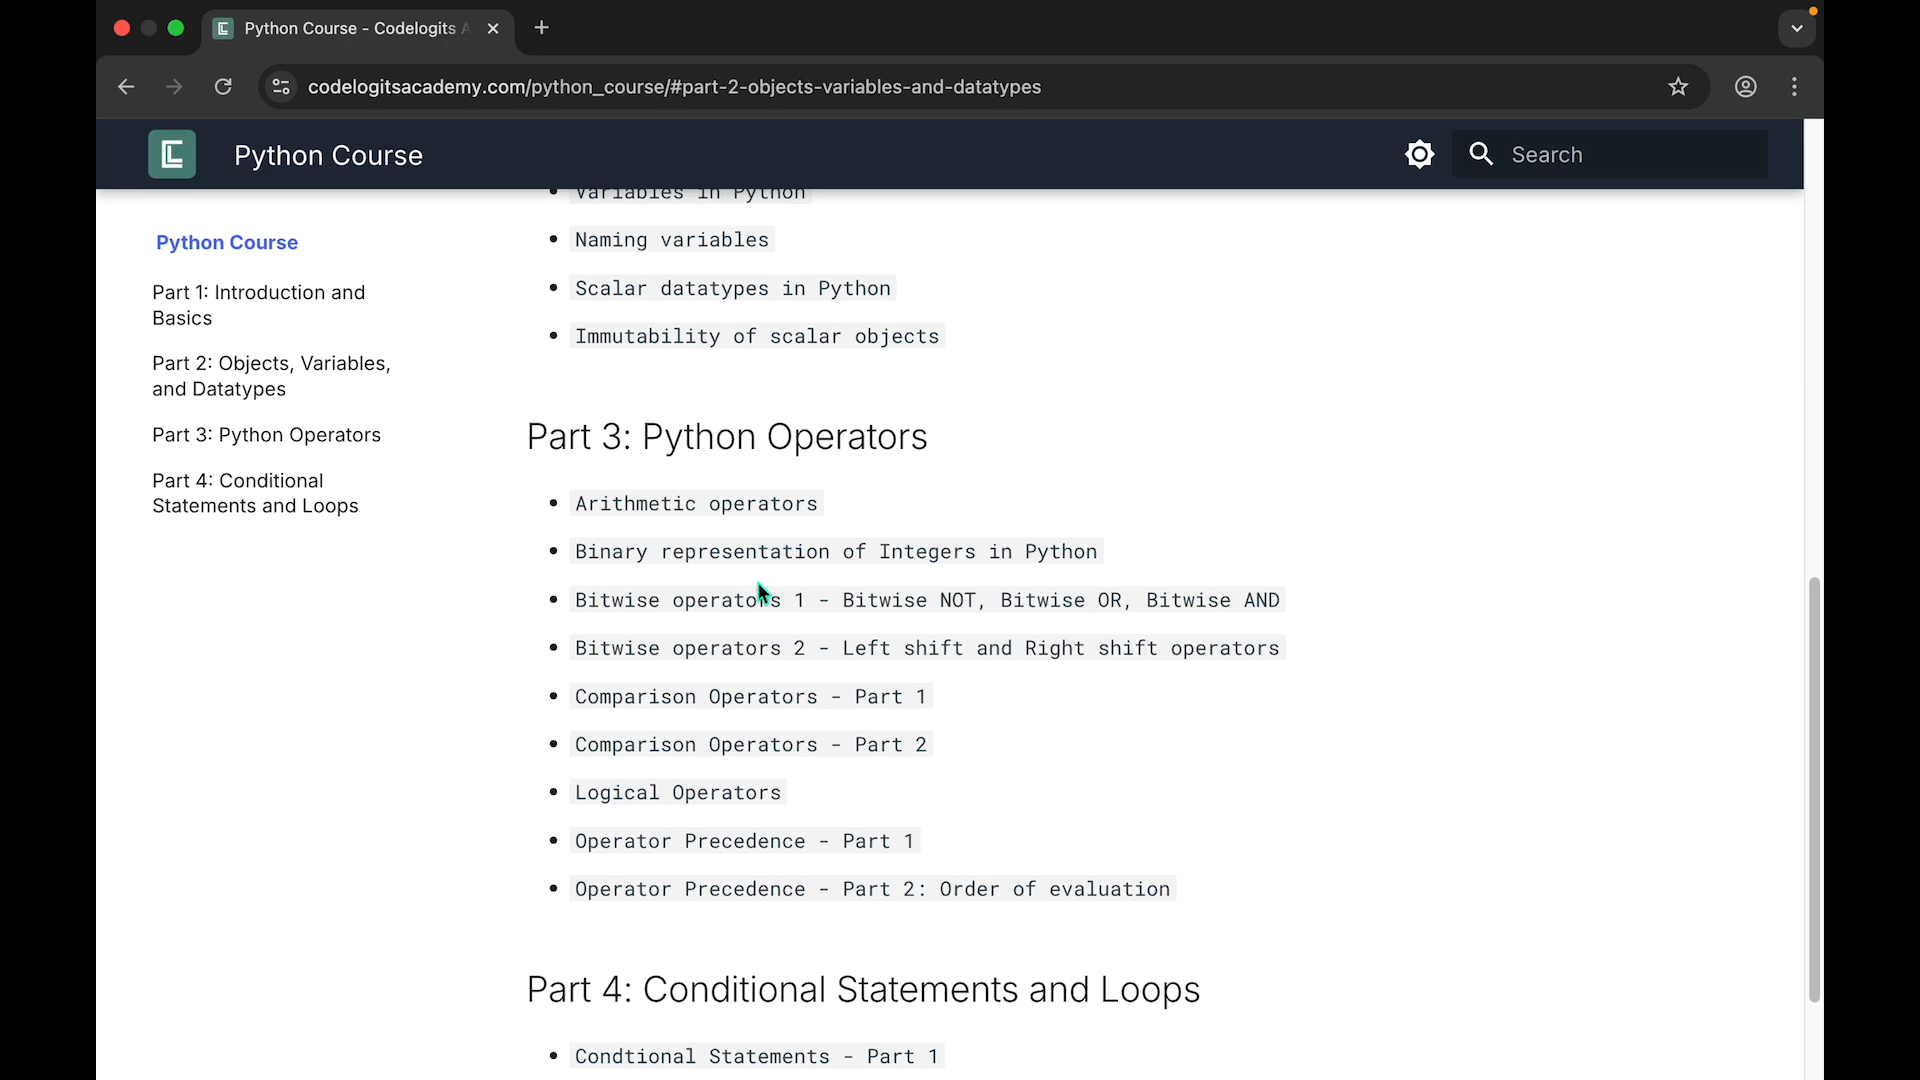 Python Course - Codelogits A
codelogitsacademy.com/python_course/#part-2-objects-variables-and-datatypes
Python Course
Search
Variables in Python
Python Course
Naming variables
Part 1: Introduction and
Basics
Scalar datatypes in Python
Immutability of scalar objects
Part 2: Objects, Variables,
and Datatypes
Part 3: Python Operators
Part 4: Conditional
Statements and Loops
Part 3: Python Operators
Arithmetic operators
Binary representation of Integers in Python
Bitwise operators 1 - Bitwise NOT, Bitwise OR, Bitwise AND
Bitwise operators 2 - Left shift and Right shift operators
Comparison Operators - Part 1
Comparison Operators - Part 2
Logical Operators
Operator Precedence - Part 1
Operator Precedence - Part 2: Order of evaluation
Part 4: Conditional Statements and Loops
Condtional Statements - Part 1